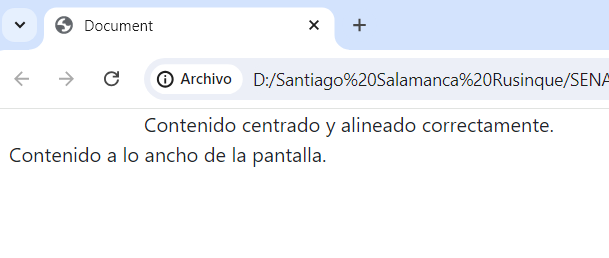 Document
Archivo D:/Santiago%20Salamanca%20Rusinque/SENA
Contenido centrado y alineado correctamente.
Contenido a lo ancho de la pantalla.